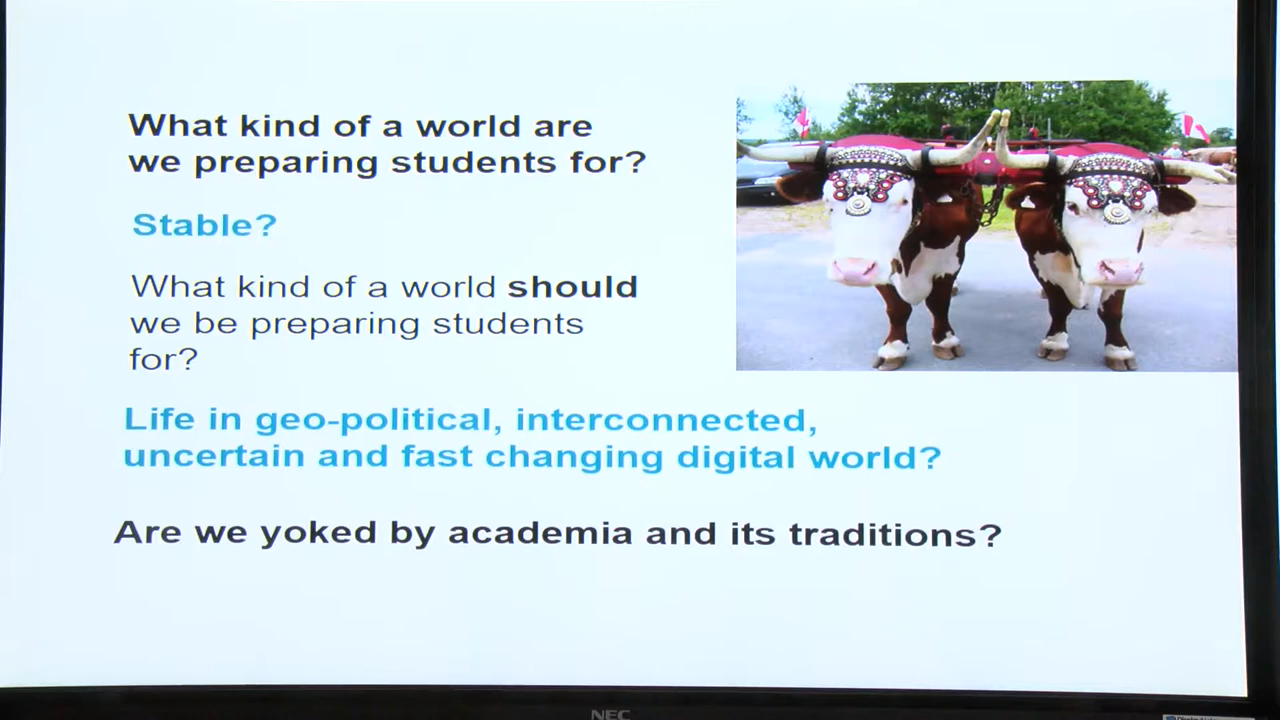 What kind of a world are
we preparing students for?
Stable?
What kind of a world should
we be preparing students
for?
Life in geo-political, interconnected,
uncertain and fast changing digital world?
Are we yoked by academia and its traditions?
NEC